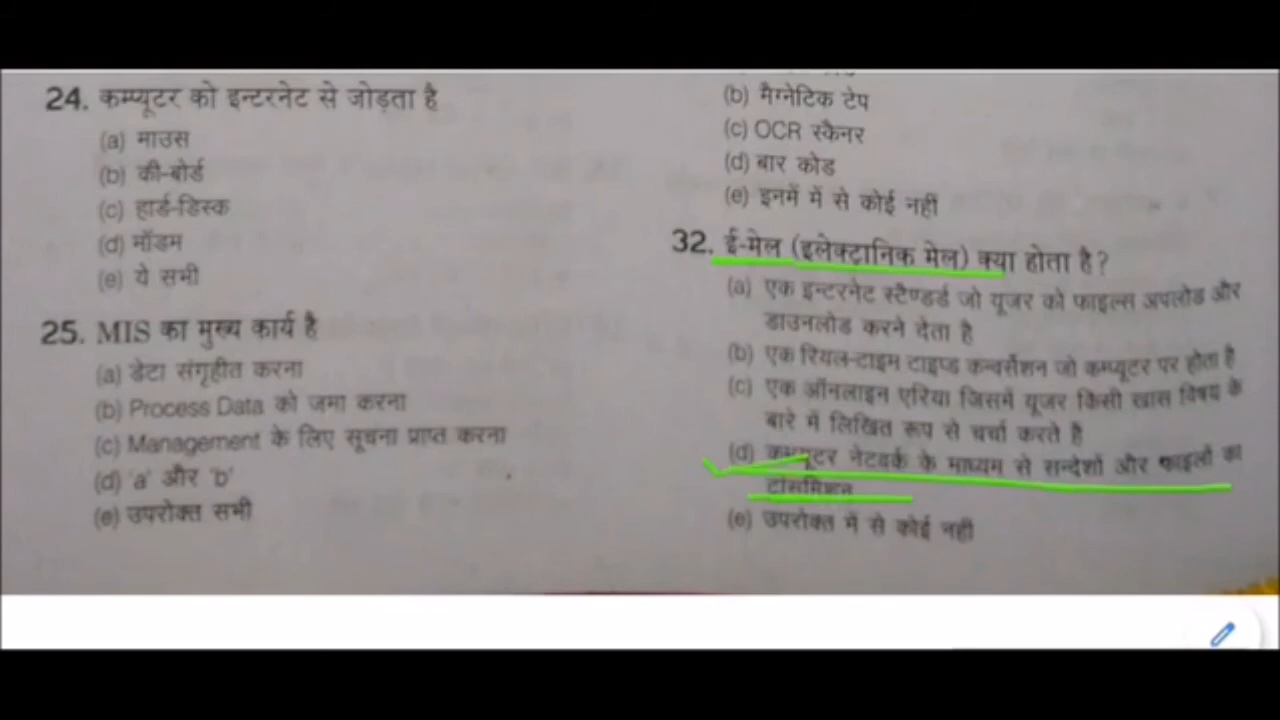 24. कम्प्यूटर को इन्टरनेट से जोड़ता है
(a) माउस
(b) की-बोर्ड
(c) हार्ड-डिस्क
(d) मॉडम
(e) ये सभी
25. MIS का मुख्य कार्य है
(a) डेटा संगृहीत करना
(b) Process Data को जमा करना
(c) Management के लिए सूचना प्राप्त करना
(d) 'a' और 'b'
(e) उपरोक्त सभी
(b) मैग्नेटिक टेप
(c) OCR स्कैनर
(d) बार कोड
(e) इनमें में से कोई नहीं
32. ई-मेल (इलेक्ट्रानिक मेल) क्या होता है?
(a) एक इन्टरनेट स्टैण्डर्ड जो यूजर को फाइल्स अपलोड और
डाउनलोड करने देता है
(b) एक रियल-टाइम टाइप्ड कन्वर्सेशन जो कम्प्यूटर पर होता है
(c) एक ऑनलाइन एरिया जिसमें यूजर किसी खास विषय के
बारे में लिखित रूप से चर्चा करते है
(d) कम्प्यूटर नेटवर्क के माध्यम से सन्देशों और फाइलों का
ट्रांसमिशन
(e) उपरोक्त में से कोई नहीं